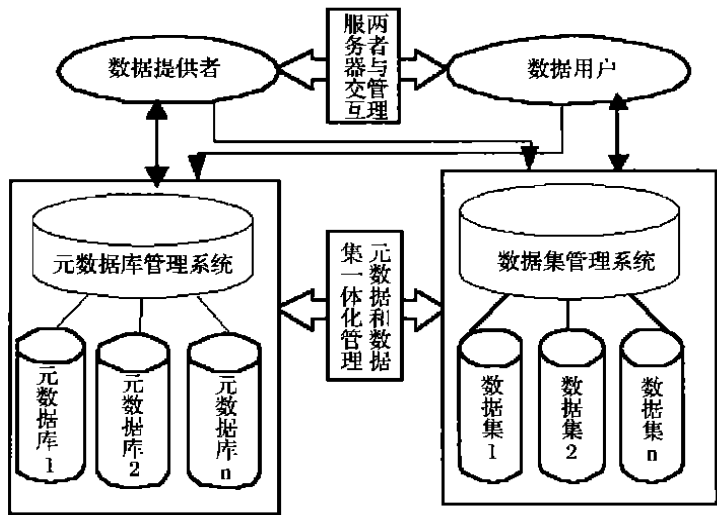 数据提供者
两者与管理
服务器交互
数据用户
元数据库管理系统
元数据和数据
集一体化管理
数据集管理系统
元数据库1
元数据库2
元数据库n
数据集1
数据集2
数据集n